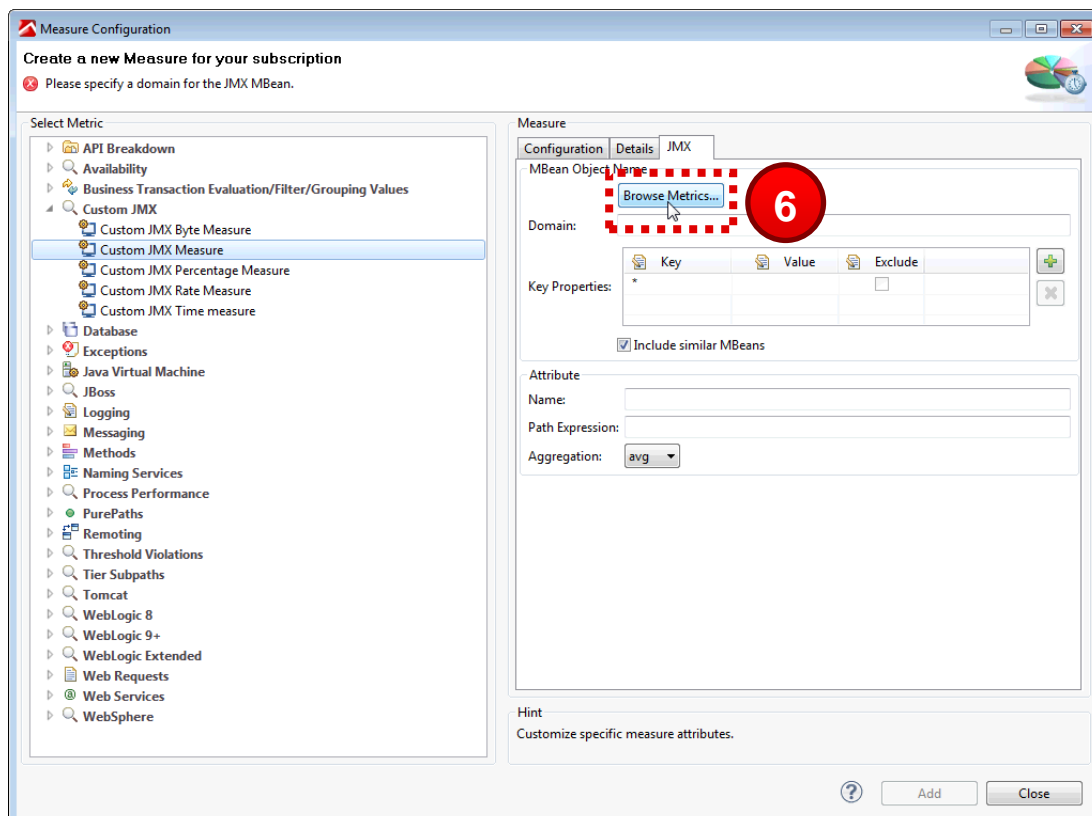 Measure Configuration
Create a new Measure for your subscription
Please specify a domain for the JMX MBean.
Select Metric
API Breakdown
Availability
Business Transaction Evaluation/Filter/Grouping Values
Custom JMX
Custom JMX Byte Measure
Custom JMX Measure
Custom JMX Percentage Measure
Custom JMX Rate Measure
Custom JMX Time measure
Database
Exceptions
Java Virtual Machine
JBoss
Logging
Messaging
Methods
Naming Services
Process Performance
PurePaths
Remoting
Threshold Violations
Tier Subpaths
Tomcat
WebLogic 8
WebLogic 9+
WebLogic Extended
Web Requests
Web Services
WebSphere
Measure
Configuration Details JMX
MBean Object Name
Browse Metrics...
6
Domain:
Key Value Exclude
Key Properties: *
Include similar MBeans
Attribute
Name:
Path Expression:
Aggregation: avg
Hint
Customize specific measure attributes.
? Add Close